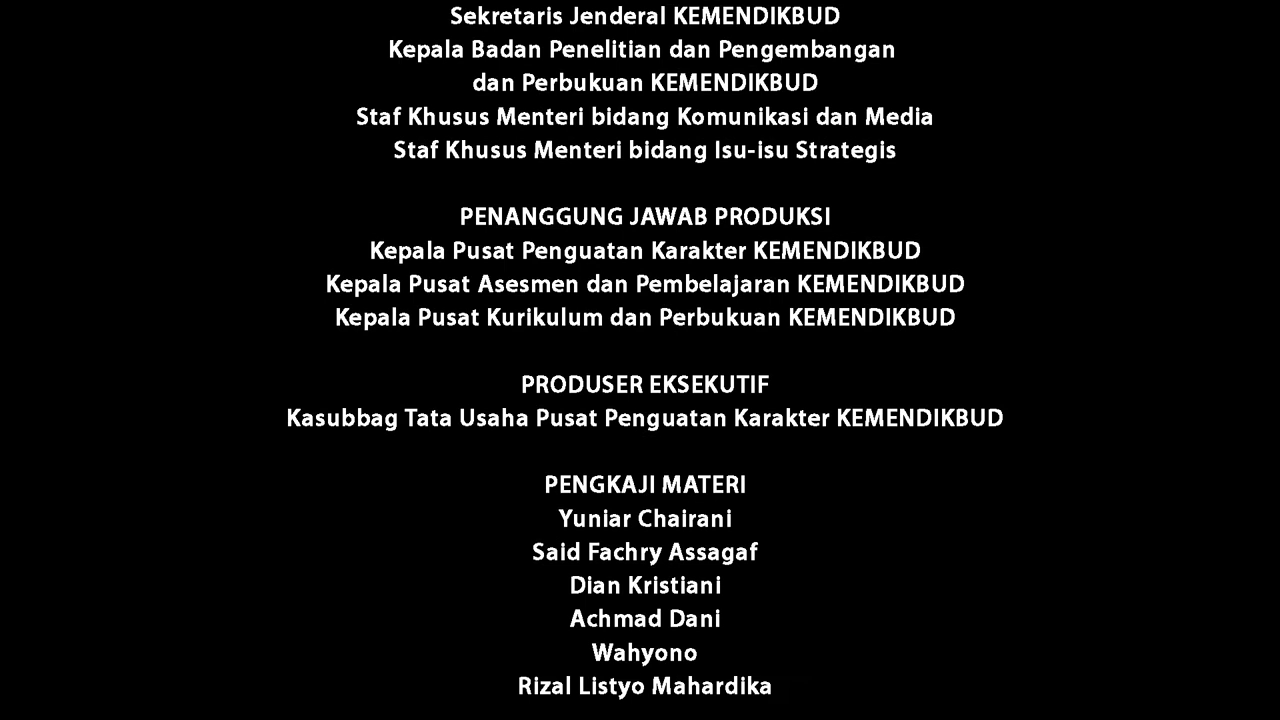 Sekretaris Jenderal KEMENDIKBUD
Kepala Badan Penelitian dan Pengembangan
dan Perbukuan KEMENDIKBUD
Staf Khusus Menteri bidang Komunikasi dan Media
Staf Khusus Menteri bidang Isu-isu Strategis
PENANGGUNG JAWAB PRODUKSI
Kepala Pusat Penguatan Karakter KEMENDIKBUD
Kepala Pusat Asesmen dan Pembelajaran KEMENDIKBUD
Kepala Pusat Kurikulum dan Perbukuan KEMENDIKBUD
PRODUSER EKSEKUTIF
Kasubbag Tata Usaha Pusat Penguatan Karakter KEMENDIKBUD
PENGKAJI MATERI
Yuniar Chairani
Said Fachry Assagaf
Dian Kristiani
Achmad Dani
Wahyono
Rizal Listyo Mahardika